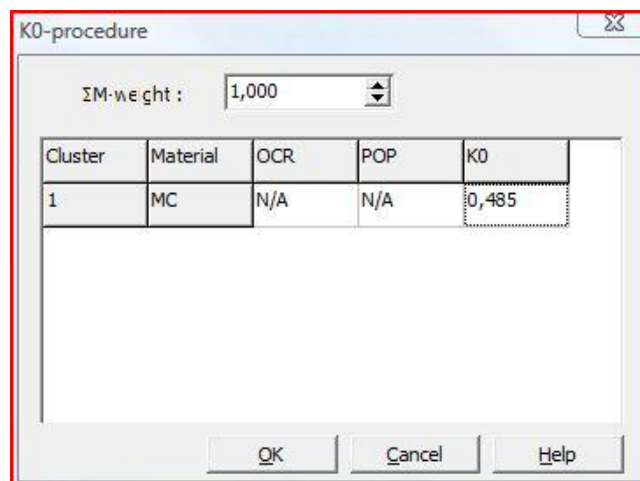 K0-procedure
ΣM-weight : 1,000
Cluster Material OCR POP K0
1 MC N/A N/A 0,485
OK Cancel Help